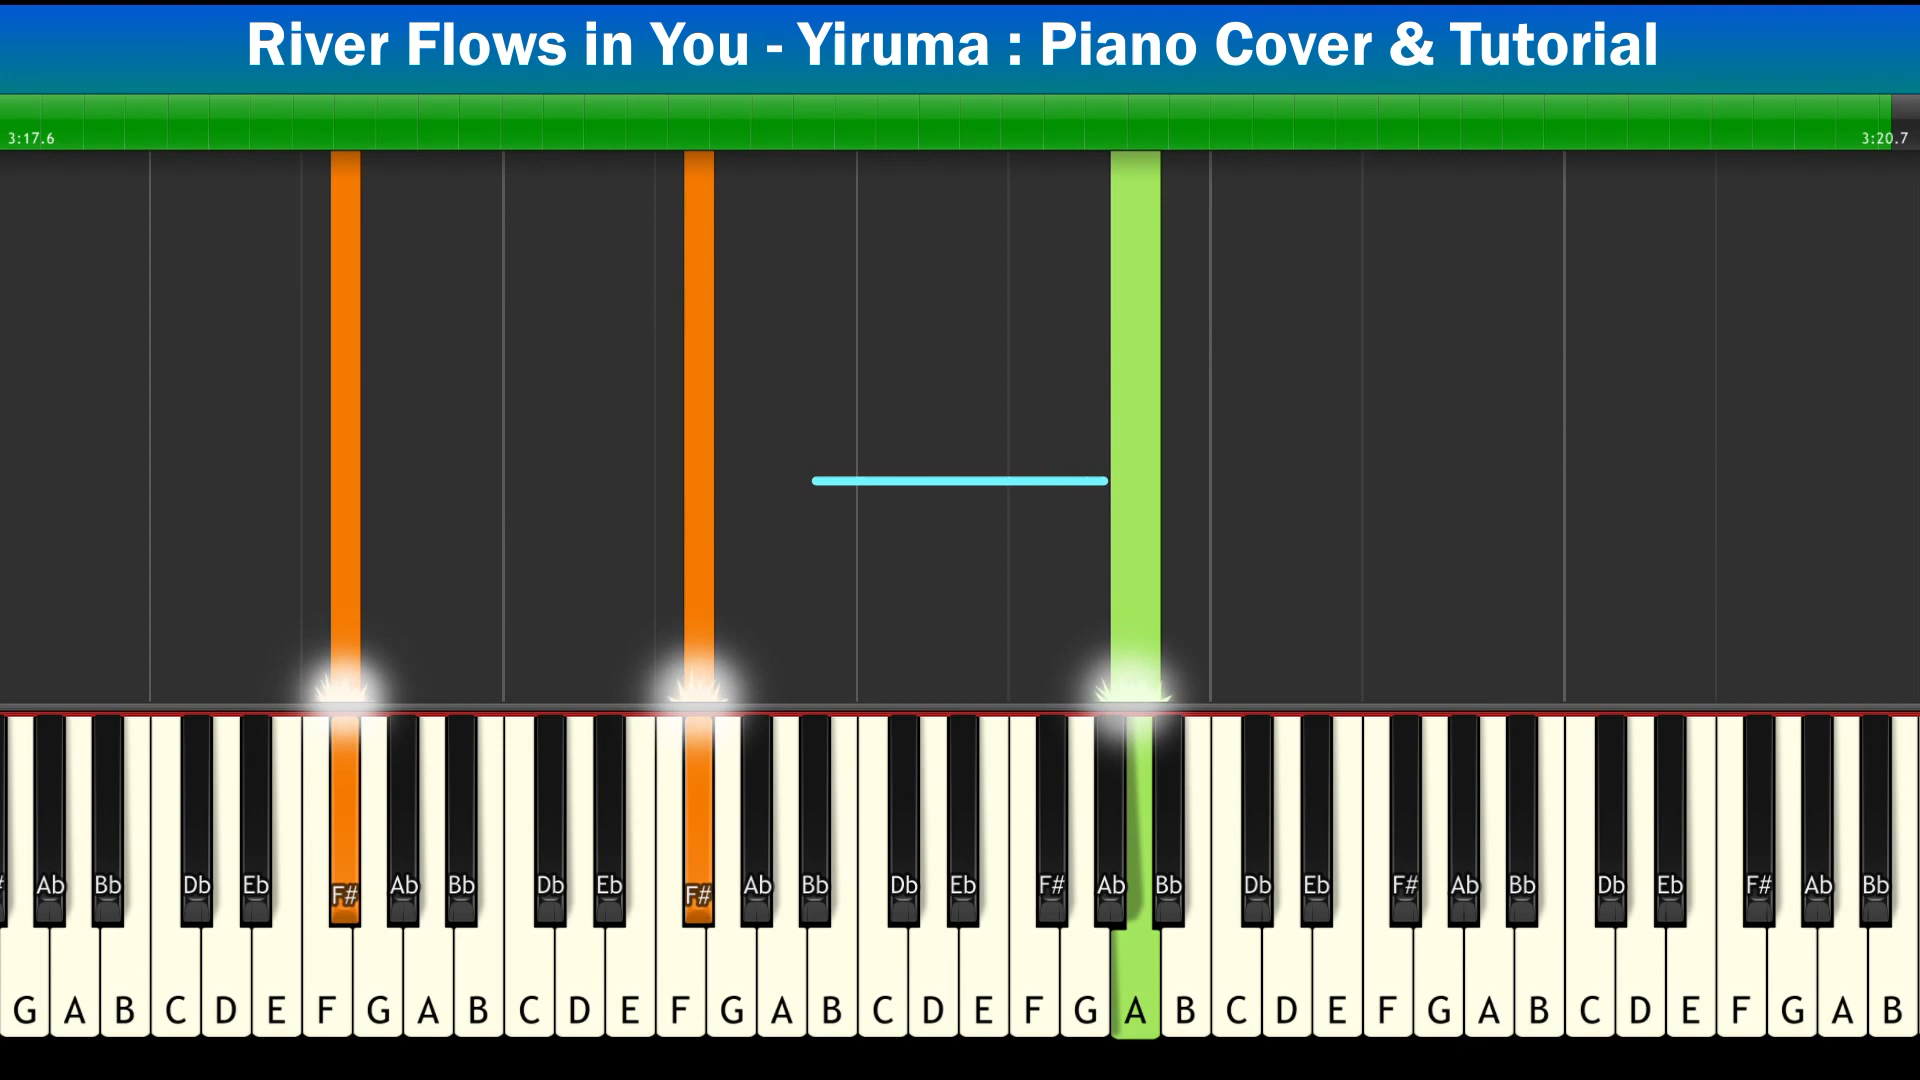 River Flows in You - Yiruma : Piano Cover & Tutorial
3:17.6 3:20.7
Ab Bb Db Eb F# Ab Bb Db Eb F# Ab Bb Db Eb F# Ab Bb Db Eb F# Ab Bb Db Eb F# Ab Bb
G A B C D E F G A B C D E F G A B C D E F G A B C D E F G A B C D E F G A B